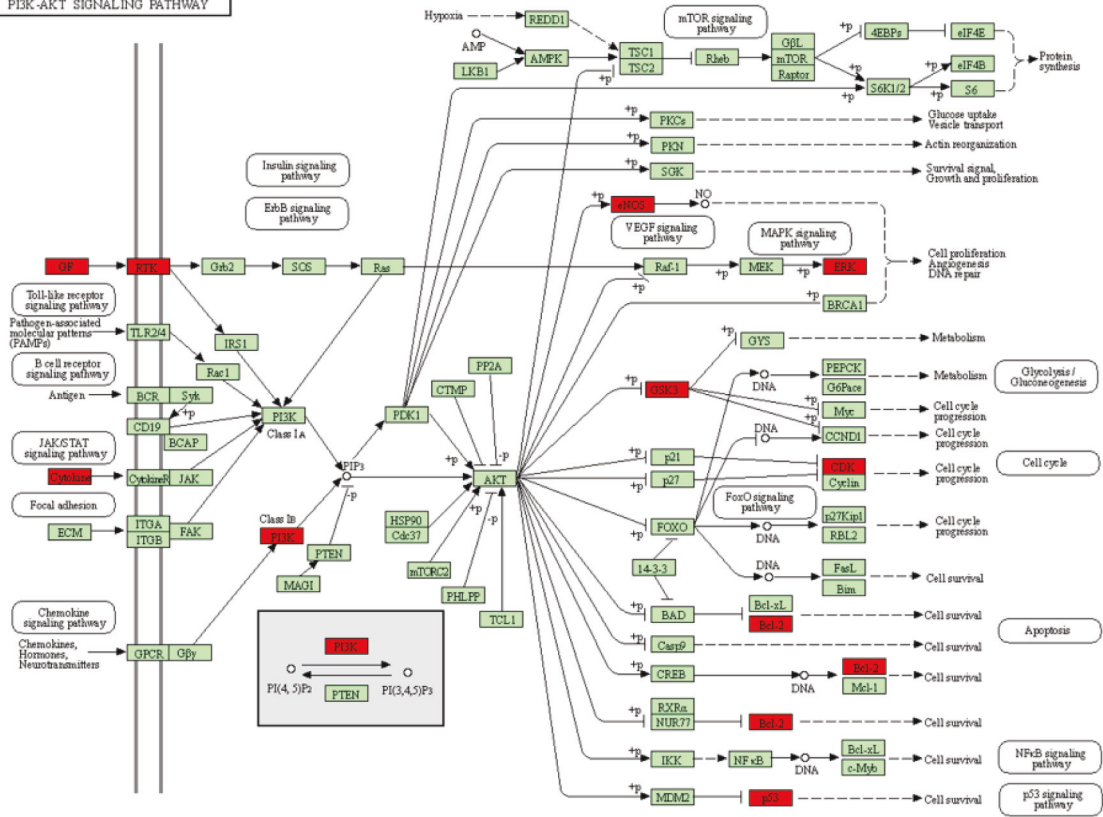 PI3K-AKT SIGNALING PATHWAY
Hypoxia
REDD1
mTOR signaling
pathway
AMP
LKB1
AMPK
TSC1
TSC2
+p
Rheb
GβL
mTOR
Raptor
+p
4EBPs
eIF4E
+p
+p
S6K1/2
+p
eIF4B
+p
S6
Protein
synthesis
+p
PKCs
Glucose uptake
Vesicle transport
+p
PKN
Actin reorganization
+p
SGK
Survival signal,
Growth and proliferation
Insulin signaling
pathway
ErbB signaling
pathway
+p
eNOS
NO
VEGF signaling
pathway
MAPK signaling
pathway
GF
RTK
Grb2
SOS
Ras
Raf-1
+p
+p
MEK
+p
ERK
Cell proliferation
Angiogenesis
DNA repair
BRCA1
Toll-like receptor
signaling pathway
Pathogen-associated
molecular patterns
(PAMPs)
TLR2/4
IRS1
Rac1
B cell receptor
signaling pathway
Antigen
BCR
Syk
+p
CD19
BCAP
PI3K
Class IA
PDK1
CTMP
PP2A
+p
-p
+p
GYS
Metabolism
+p
GSK3
DNA
PEPCK
G6Pace
Metabolism
Glycolysis /
Gluconeogenesis
Myc
Cell cycle
progression
DNA
CCND1
Cell cycle
progression
JAK/STAT
signaling pathway
Cytokine
CytokineR
JAK
PIP3
-p
AKT
+p
p21
+p
p27
CDK
Cyclin
Cell cycle
progression
Cell cycle
Focal adhesion
ECM
ITGA
ITGB
FAK
Class IB
PI3K
PTEN
MAGI
HSP90
Cdc37
+p
-p
mTORC2
PHLPP
TCL1
FoxO signaling
pathway
+p
FOXO
DNA
p27Kip1
RBL2
Cell cycle
progression
14-3-3
DNA
FasL
Bim
Cell survival
+p
BAD
Bcl-xL
Bcl-2
Cell survival
Apoptosis
+p
Casp9
Cell survival
Chemokine
signaling pathway
Chemokines,
Hormones,
Neurotransmitters
GPCR
Gβγ
PI3K
PI(4, 5)P2
PI(3,4,5)P3
PTEN
+p
CREB
DNA
Bcl-2
Mcl-1
Cell survival
+p
RXRα
NUR77
Bcl-2
Cell survival
+p
IKK
NFκB
DNA
Bcl-xL
c-Myb
Cell survival
NFκB signaling
pathway
+p
MDM2
p53
Cell survival
p53 signaling
pathway